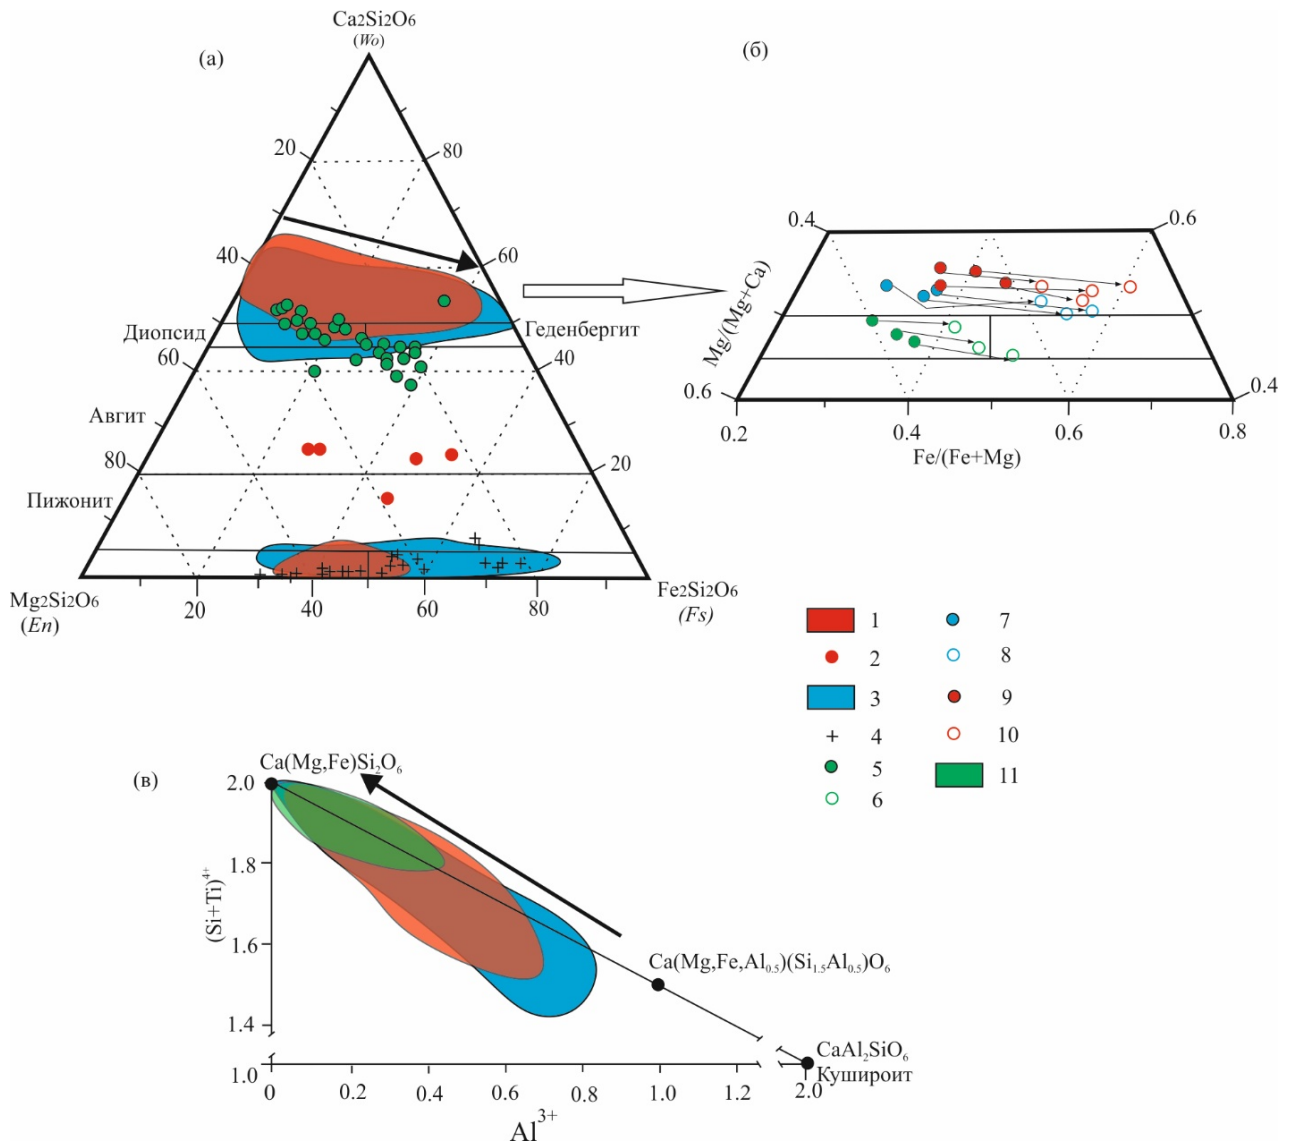 Ca2Si2O6
(Wo)
(а)
(б)
20
80
40
60
Диопсид
Геденбергит
60
40
Авгит
80
20
Пижонит
Mg2Si2O6
(En)
20
40
60
80
Fe2Si2O6
(Fs)
0.4
0.6
Mg/(Mg+Ca)
0.6
0.4
0.2
0.4
0.6
0.8
Fe/(Fe+Mg)
1
7
2
8
3
9
4
10
5
11
6
(в)
Ca(Mg,Fe)Si2O6
2.0
1.8
(Si+Ti)4+
1.6
1.4
1.0
Ca(Mg,Fe,Al0.5)(Si1.5Al0.5)O6
CaAl2SiO6
Кушироит
0
0.2
0.4
0.6
0.8
1.0
1.2
2.0
Al3+